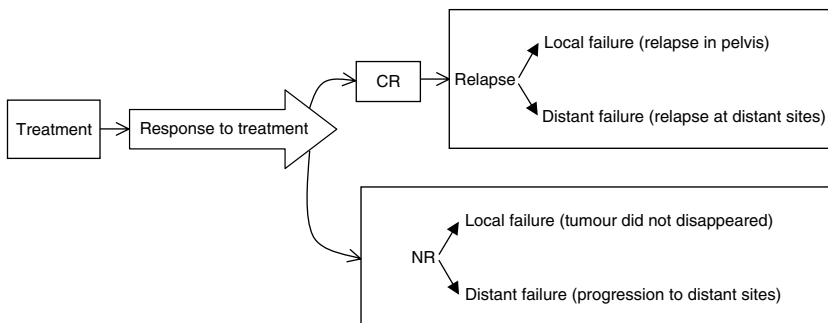 Treatment
Response to treatment
CR
Relapse
Local failure (relapse in pelvis)
Distant failure (relapse at distant sites)
NR
Local failure (tumour did not disappeared)
Distant failure (progression to distant sites)